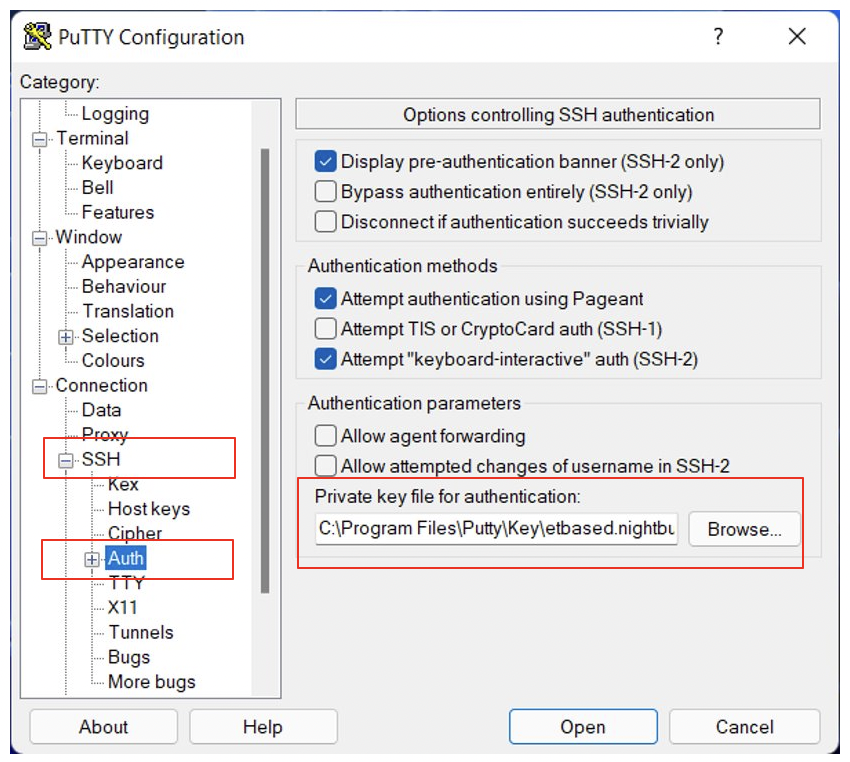 PuTTY Configuration
?
Category:
Logging
Terminal
Keyboard
Bell
Features
Window
Appearance
Behaviour
Translation
Selection
Colours
Connection
Data
Proxy
SSH
Kex
Host keys
Cipher
Auth
TTY
X11
Tunnels
Bugs
More bugs
Options controlling SSH authentication
Display pre-authentication banner (SSH-2 only)
Bypass authentication entirely (SSH-2 only)
Disconnect if authentication succeeds trivially
Authentication methods
Attempt authentication using Pageant
Attempt TIS or CryptoCard auth (SSH-1)
Attempt "keyboard-interactive" auth (SSH-2)
Authentication parameters
Allow agent forwarding
Allow attempted changes of username in SSH-2
Private key file for authentication:
C:\Program Files\Putty\Key\etbased.nightbu
Browse...
About
Help
Open
Cancel